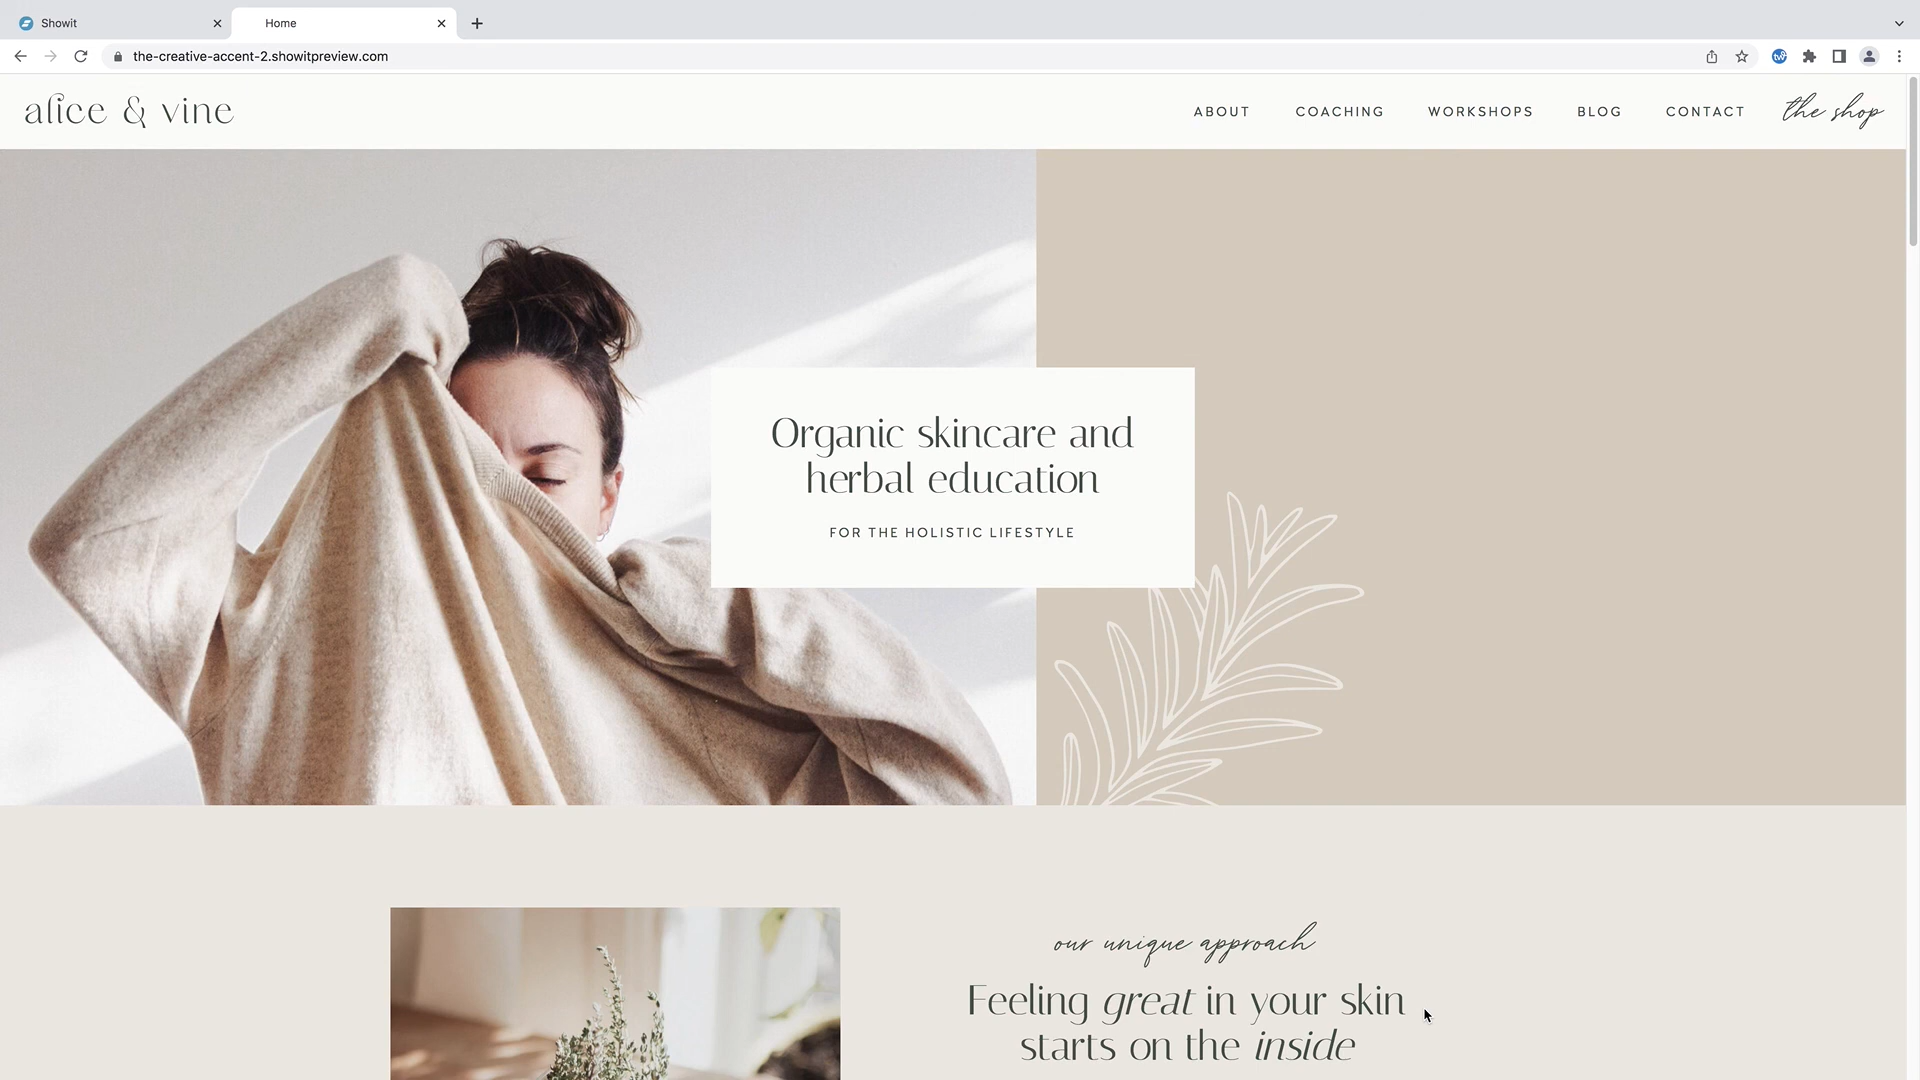 Showit
Home
the-creative-accent-2.showitpreview.com
alice & vine
ABOUT
COACHING
WORKSHOPS
BLOG
CONTACT
the shop
Organic skincare and
herbal education
FOR THE HOLISTIC LIFESTYLE
our unique approach
Feeling great in your skin
starts on the inside